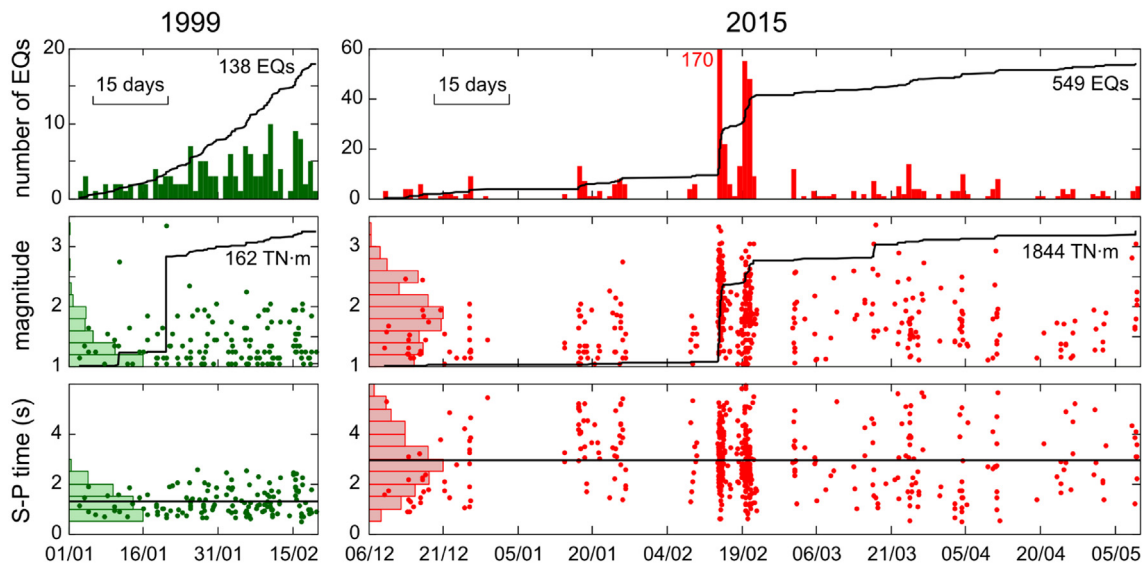 1999
2015
number of EQs
20
10
0
15 days
138 EQs
60
40
20
0
15 days
170
549 EQs
magnitude
3
2
1
162 TN·m
3
2
1
1844 TN·m
S-P time (s)
4
2
1
0
4
2
0
01/01 16/01 31/01 15/02
06/12 21/12 05/01 20/01 04/02 19/02 06/03 21/03 05/04 20/04 05/05